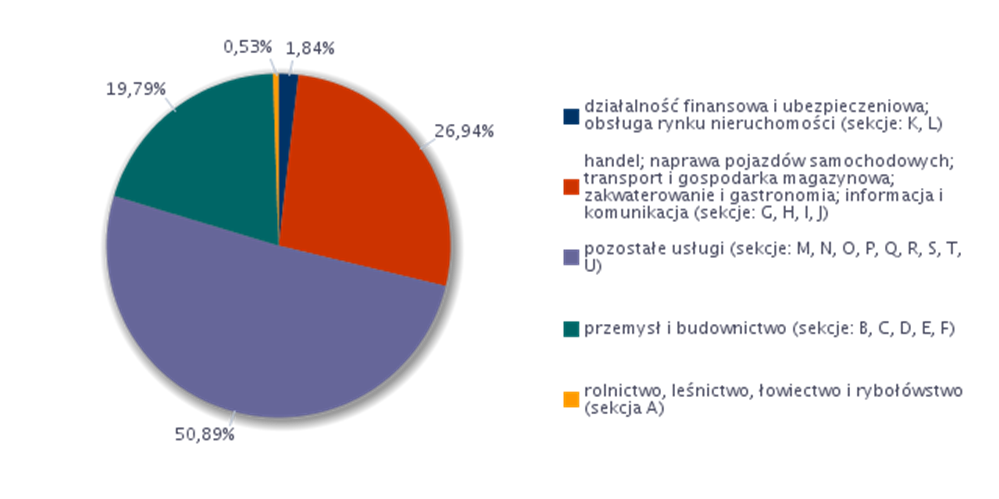 0,53%
1,84%
19,79%
26,94%
50,89%
działalność finansowa i ubezpieczeniowa;
obsługa rynku nieruchomości (sekcje: K, L)
handel; naprawa pojazdów samochodowych;
transport i gospodarka magazynowa;
zakwaterowanie i gastronomia; informacja i
komunikacja (sekcje: G, H, I, J)
pozostałe usługi (sekcje: M, N, O, P, Q, R, S, T,
U)
przemysł i budownictwo (sekcje: B, C, D, E, F)
rolnictwo, leśnictwo, łowiectwo i rybołówstwo
(sekcja A)